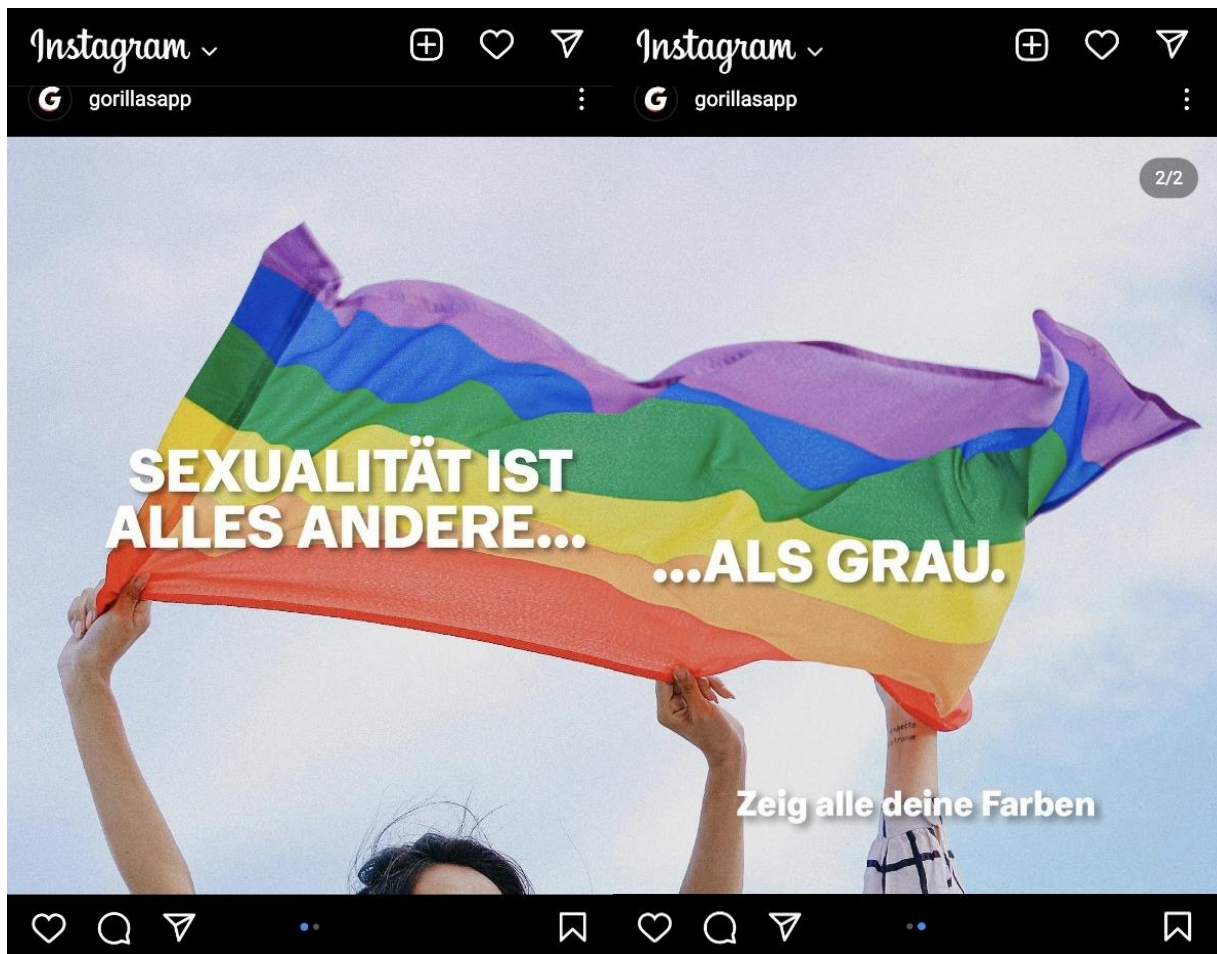 Instagram
G gorillasapp
SEXUALITÄT IST
ALLES ANDERE...
Instagram
G gorillasapp
2/2
...ALS GRAU.
Zeig alle deine Farben